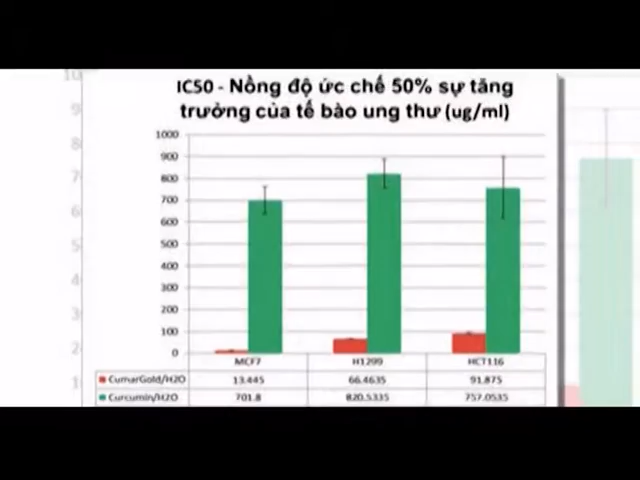 IC50 - Nồng độ ức chế 50% sự tăng
trưởng của tế bào ung thư (ug/ml)
1000
900
800
700
600
500
400
300
200
100
0
MCF7 H1299 HCT116
CumarGold/H2O 13.445 66.4635 91.875
Curcumin/H2O 701.8 820.5335 757.0535